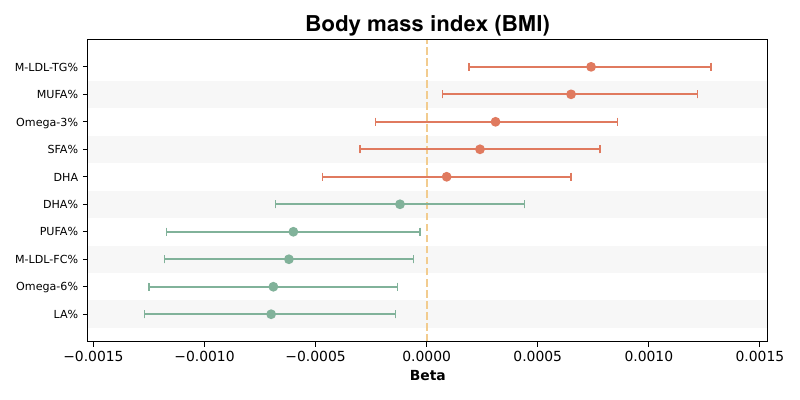 Body mass index (BMI)
M-LDL-TG%
MUFA%
Omega-3%
SFA%
DHA
DHA%
PUFA%
M-LDL-FC%
Omega-6%
LA%
−0.0015 −0.0010 −0.0005 0.0000 0.0005 0.0010 0.0015
Beta